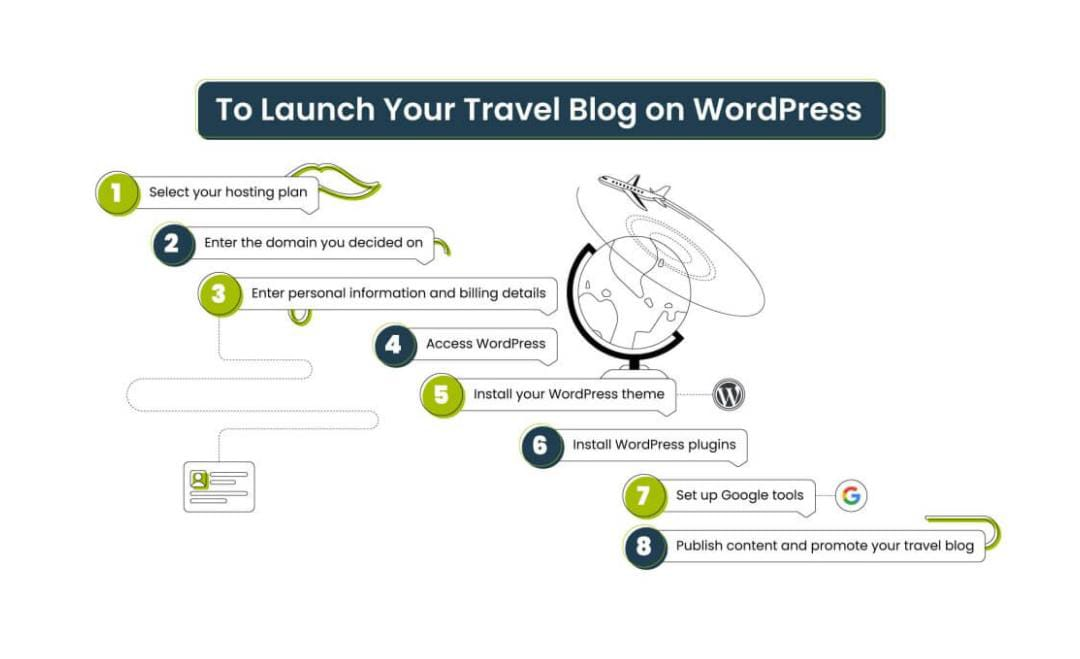 To Launch Your Travel Blog on WordPress
1 Select your hosting plan
2 Enter the domain you decided on
3 Enter personal information and billing details
4 Access WordPress
5 Install your WordPress theme
6 Install WordPress plugins
7 Set up Google tools
8 Publish content and promote your travel blog